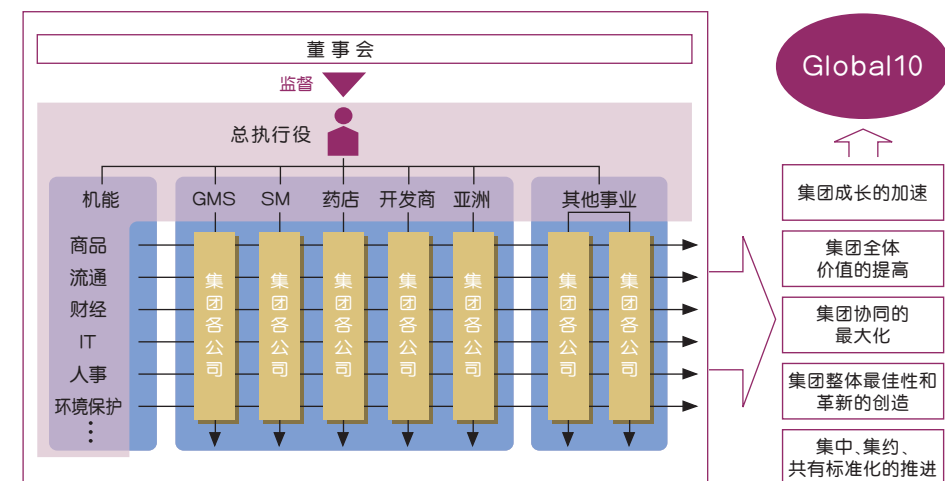 董事会
监督
总执行役
机能
GMS
SM
药店
开发商
亚洲
其他事业
商品
流通
财经
IT
人事
环境保护
⋮
集团各公司
集团各公司
集团各公司
集团各公司
集团各公司
集团各公司
集团各公司
Global10
集团成长的加速
集团全体
价值的提高
集团协同的
最大化
集团整体最佳性和
革新的创造
集中、集约、
共有标准化的推进